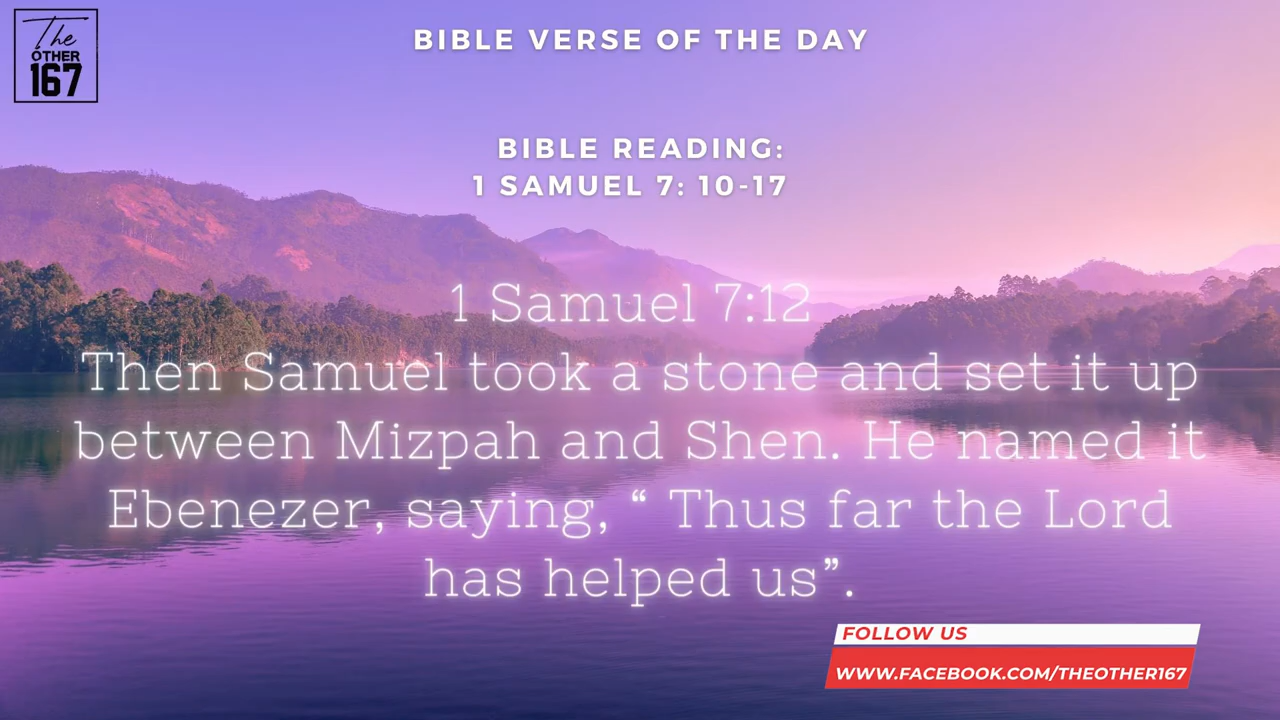 The
OTHER
167
BIBLE VERSE OF THE DAY
BIBLE READING:
1 SAMUEL 7: 10-17
1 Samuel 7:12
Then Samuel took a stone and set it up
between Mizpah and Shen. He named it
Ebenezer, saying, “ Thus far the Lord
has helped us”.
FOLLOW US
WWW.FACEBOOK.COM/THEOTHER167